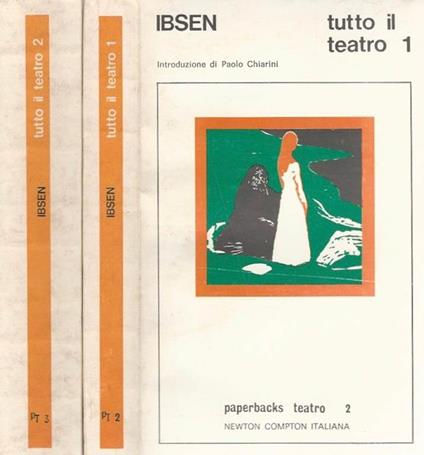 IBSEN
tutto il
teatro 1
Introduzione di Paolo Chiarini
paperbacks teatro 2
NEWTON COMPTON ITALIANA
tutto il teatro 2
IBSEN
PT 3
tutto il teatro 1
IBSEN
PT 2